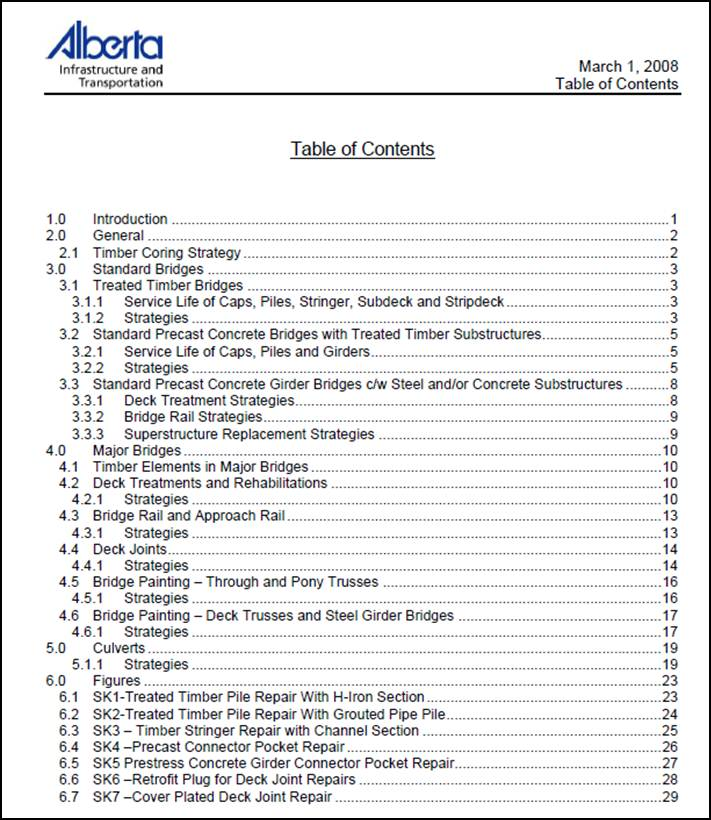 Alberta
Infrastructure and
Transportation
March 1, 2008
Table of Contents
Table of Contents
1.0 Introduction ........ 1
2.0 General ........ 2
2.1 Timber Coring Strategy ........ 2
3.0 Standard Bridges ........ 3
3.1 Treated Timber Bridges ........ 3
3.1.1 Service Life of Caps, Piles, Stringer, Subdeck and Stripdeck ........ 3
3.1.2 Strategies ........ 3
3.2 Standard Precast Concrete Bridges with Treated Timber Substructures ........ 5
3.2.1 Service Life of Caps, Piles and Girders ........ 5
3.2.2 Strategies ........ 5
3.3 Standard Precast Concrete Girder Bridges c/w Steel and/or Concrete Substructures ........ 8
3.3.1 Deck Treatment Strategies ........ 8
3.3.2 Bridge Rail Strategies ........ 9
3.3.3 Superstructure Replacement Strategies ........ 9
4.0 Major Bridges ........ 10
4.1 Timber Elements in Major Bridges ........ 10
4.2 Deck Treatments and Rehabilitations ........ 10
4.2.1 Strategies ........ 10
4.3 Bridge Rail and Approach Rail ........ 13
4.3.1 Strategies ........ 13
4.4 Deck Joints ........ 14
4.4.1 Strategies ........ 14
4.5 Bridge Painting – Through and Pony Trusses ........ 16
4.5.1 Strategies ........ 16
4.6 Bridge Painting – Deck Trusses and Steel Girder Bridges ........ 17
4.6.1 Strategies ........ 17
5.0 Culverts ........ 19
5.1.1 Strategies ........ 19
6.0 Figures ........ 23
6.1 SK1-Treated Timber Pile Repair With H-Iron Section ........ 23
6.2 SK2-Treated Timber Pile Repair With Grouted Pipe Pile ........ 24
6.3 SK3 – Timber Stringer Repair with Channel Section ........ 25
6.4 SK4 –Precast Connector Pocket Repair ........ 26
6.5 SK5 Prestress Concrete Girder Connector Pocket Repair ........ 27
6.6 SK6 –Retrofit Plug for Deck Joint Repairs ........ 28
6.7 SK7 –Cover Plated Deck Joint Repair ........ 29